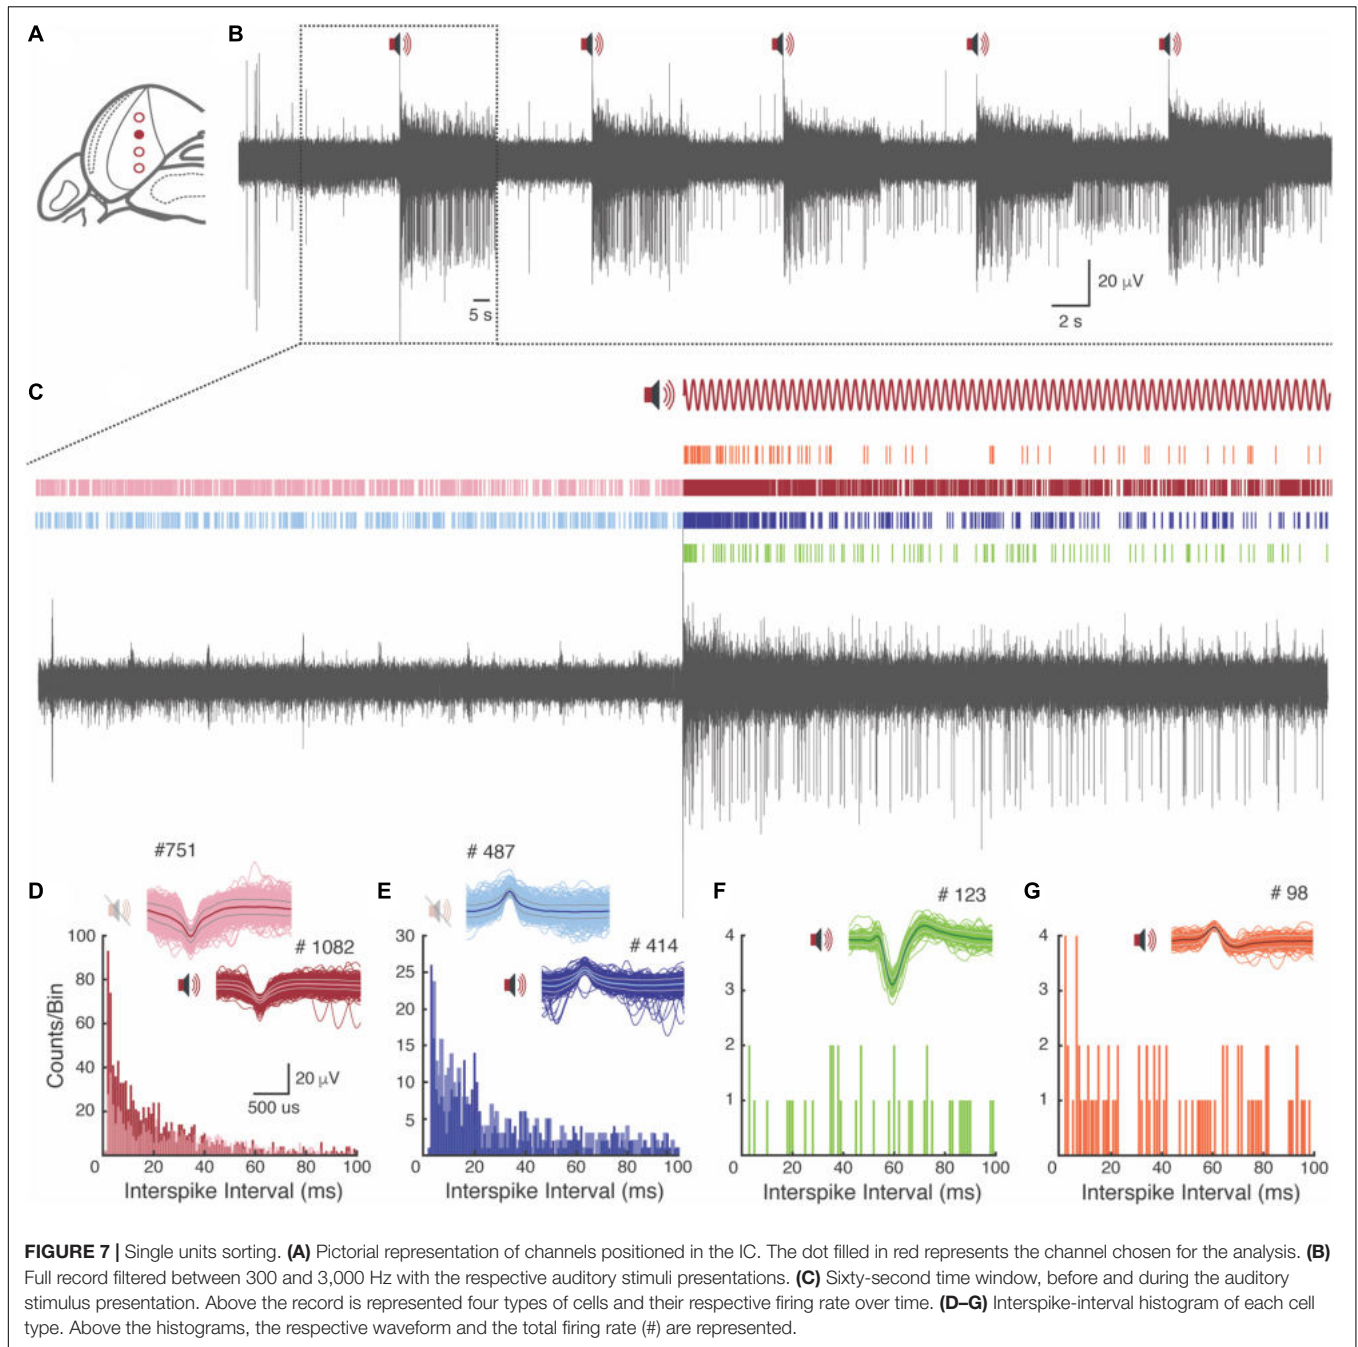 A
B
5 s
20 μV
2 s
C
#751
# 487
D
E
F
G
# 123
# 98
# 1082
# 414
100
80
60
40
20
Counts/Bin
20 μV
500 us
0 20 40 60 80 100
Interspike Interval (ms)
30
25
20
15
10
5
0 20 40 60 80 100
Interspike Interval (ms)
4
3
2
1
0
0 20 40 60 80 100
Interspike Interval (ms)
4
3
2
1
0
0 20 40 60 80 100
Interspike Interval (ms)
FIGURE 7 | Single units sorting. (A) Pictorial representation of channels positioned in the IC. The dot filled in red represents the channel chosen for the analysis. (B)
Full record filtered between 300 and 3,000 Hz with the respective auditory stimuli presentations. (C) Sixty-second time window, before and during the auditory
stimulus presentation. Above the record is represented four types of cells and their respective firing rate over time. (D–G) Interspike-interval histogram of each cell
type. Above the histograms, the respective waveform and the total firing rate (#) are represented.